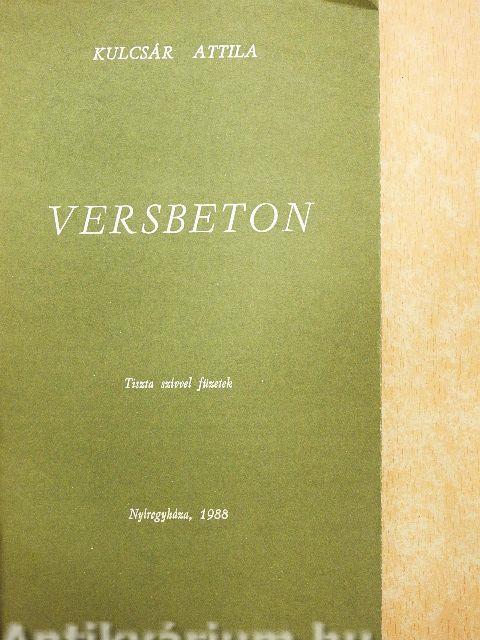 KULCSÁR ATTILA
VERSBETON
Tiszta szívvel füzetek
Nyíregyháza, 1988
Antikvárium.hu